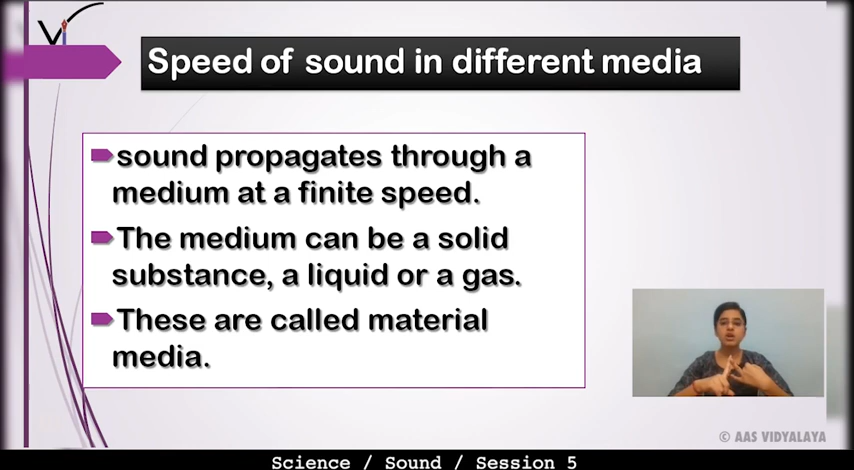 Vi
Speed of sound in different media
sound propagates through a
medium at a finite speed.
The medium can be a solid
substance, a liquid or a gas.
These are called material
media.
© AAS VIDYALAYA
Science / Sound / Session 5